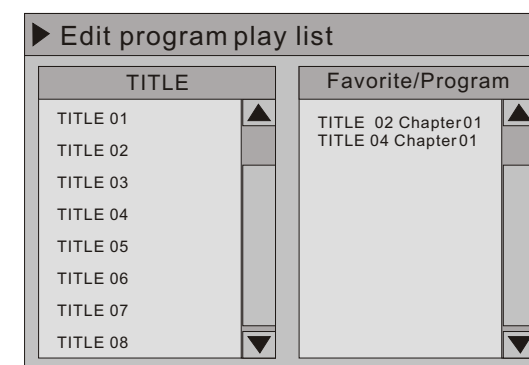 Edit program play list
TITLE
TITLE 01
TITLE 02
TITLE 03
TITLE 04
TITLE 05
TITLE 06
TITLE 07
TITLE 08
Favorite/Program
TITLE 02 Chapter01
TITLE 04 Chapter01